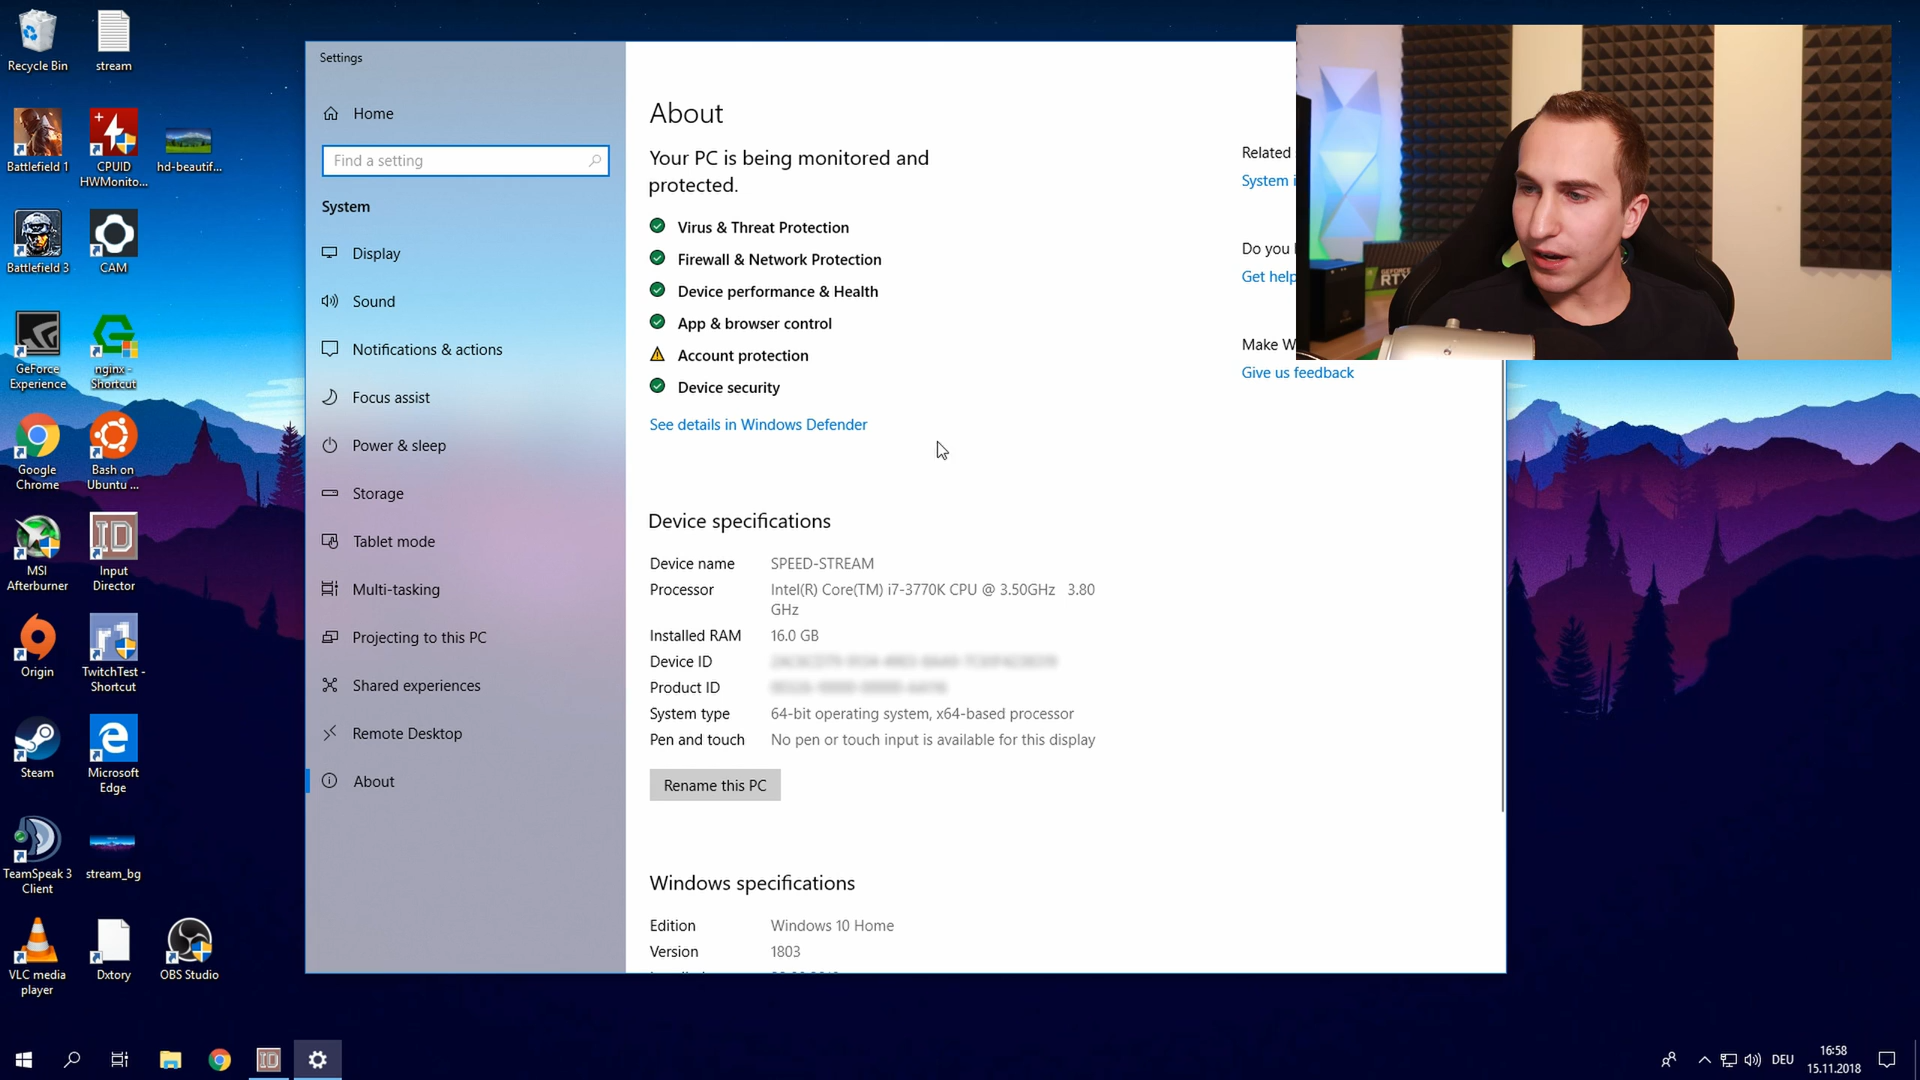 Recycle Bin
stream
Battlefield 1
CPUID
HWMonito...
hd-beautif...
Battlefield 3
CAM
GeForce
Experience
nginx -
Shortcut
Google
Chrome
Bash on
Ubuntu ...
MSI
Afterburner
ID
Input
Director
Origin
TwitchTest -
Shortcut
Steam
Microsoft
Edge
TeamSpeak 3
Client
stream_bg
VLC media
player
Dxtory
OBS Studio
Settings
Home
Find a setting
System
Display
Sound
Notifications & actions
Focus assist
Power & sleep
Storage
Tablet mode
Multi-tasking
Projecting to this PC
Shared experiences
Remote Desktop
About
About
Your PC is being monitored and
protected.
Virus & Threat Protection
Firewall & Network Protection
Device performance & Health
App & browser control
Account protection
Device security
See details in Windows Defender
Device specifications
Device name SPEED-STREAM
Processor Intel(R) Core(TM) i7-3770K CPU @ 3.50GHz 3.80
GHz
Installed RAM 16.0 GB
Device ID
Product ID
System type 64-bit operating system, x64-based processor
Pen and touch No pen or touch input is available for this display
Rename this PC
Windows specifications
Edition Windows 10 Home
Version 1803
Related
System i
Do you
Get help
Make W
Give us feedback
GEFORCE
RTX
ID
DEU
16:58
15.11.2018